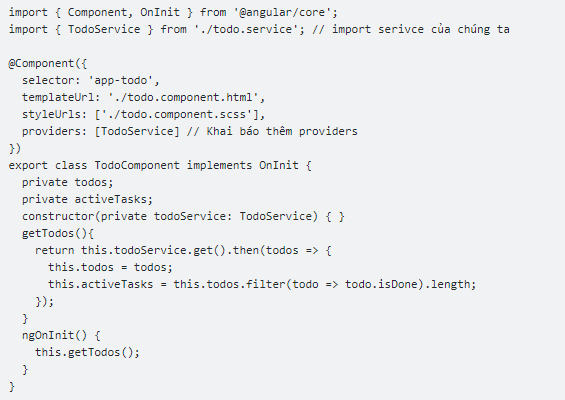 import { Component, OnInit } from '@angular/core';
import { TodoService } from './todo.service'; // import serivce của chúng ta

@Component({
  selector: 'app-todo',
  templateUrl: './todo.component.html',
  styleUrls: ['./todo.component.scss'],
  providers: [TodoService] // Khai báo thêm providers
})
export class TodoComponent implements OnInit {
  private todos;
  private activeTasks;
  constructor(private todoService: TodoService) { }
  getTodos(){
    return this.todoService.get().then(todos => {
      this.todos = todos;
      this.activeTasks = this.todos.filter(todo => todo.isDone).length;
    });
  }
  ngOnInit() {
    this.getTodos();
  }
}